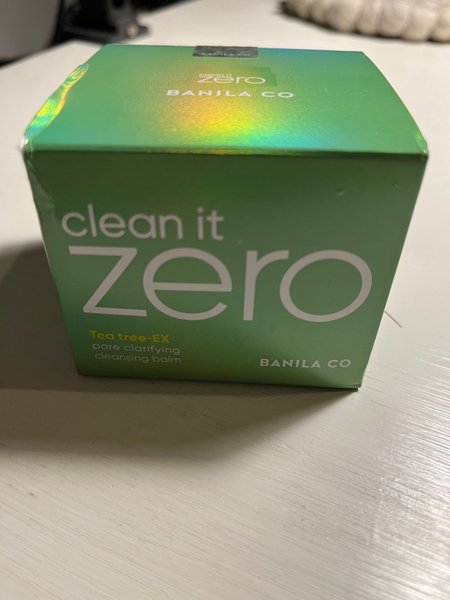 clean it
zero
BANILA CO
clean it
zero
Tea tree-EX
pore clarifying
cleansing balm
BANILA CO